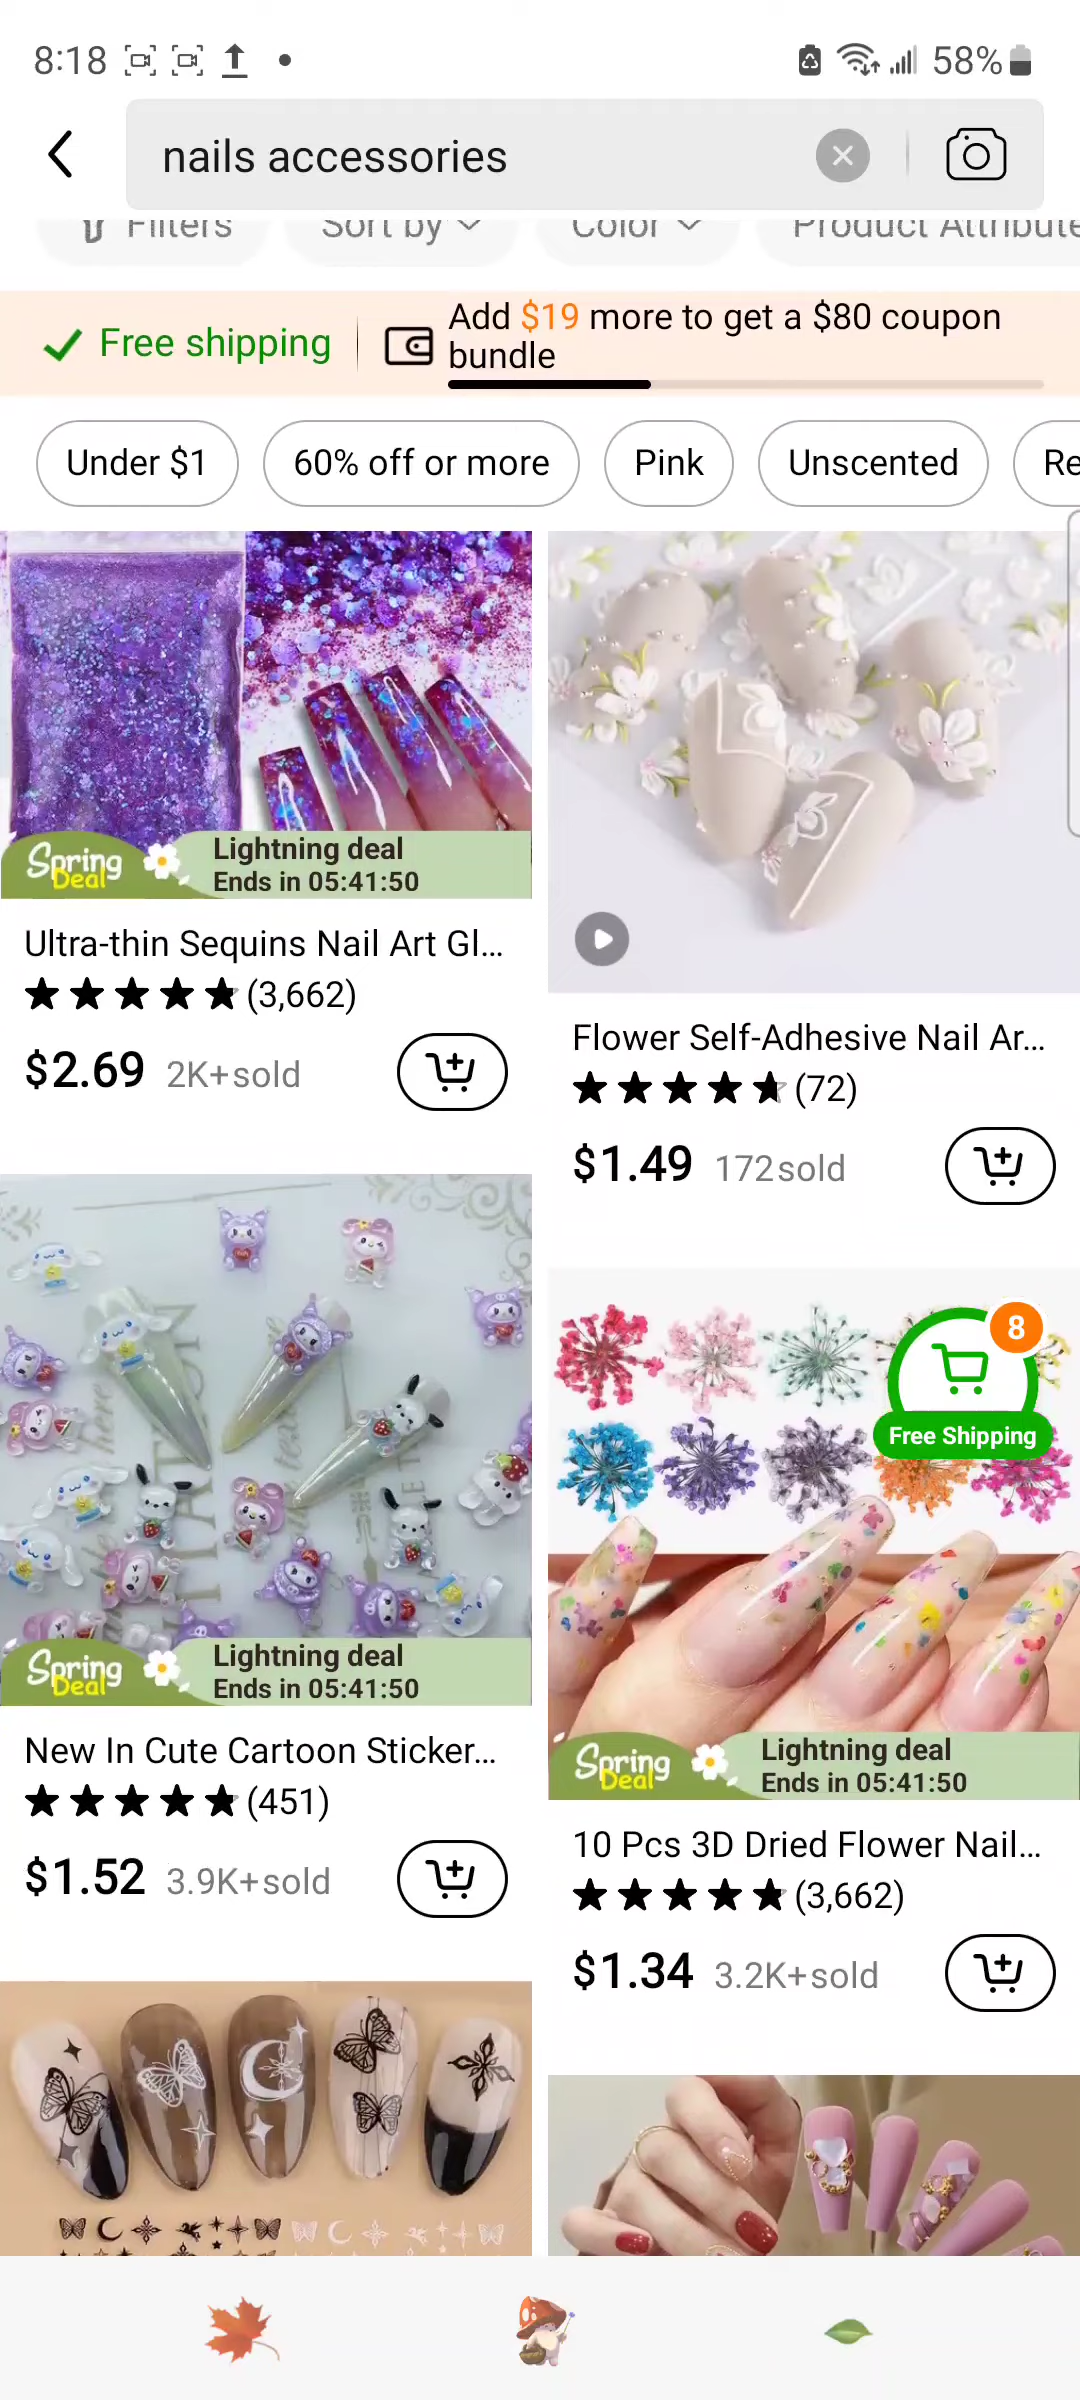 8:18
58%
nails accessories
Filters
Sort by
Color
Product Attribute
Free shipping
Add $19 more to get a $80 coupon
bundle
Under $1
60% off or more
Pink
Unscented
Re
Spring
Deal
Lightning deal
Ends in 05:41:50
Ultra-thin Sequins Nail Art Gl...
(3,662)
$2.69 2K+sold
Flower Self-Adhesive Nail Ar...
(72)
$1.49 172sold
Spring
Deal
Lightning deal
Ends in 05:41:50
New In Cute Cartoon Sticker...
(451)
$1.52 3.9K+sold
8
Free Shipping
Spring
Deal
Lightning deal
Ends in 05:41:50
10 Pcs 3D Dried Flower Nail...
(3,662)
$1.34 3.2K+sold